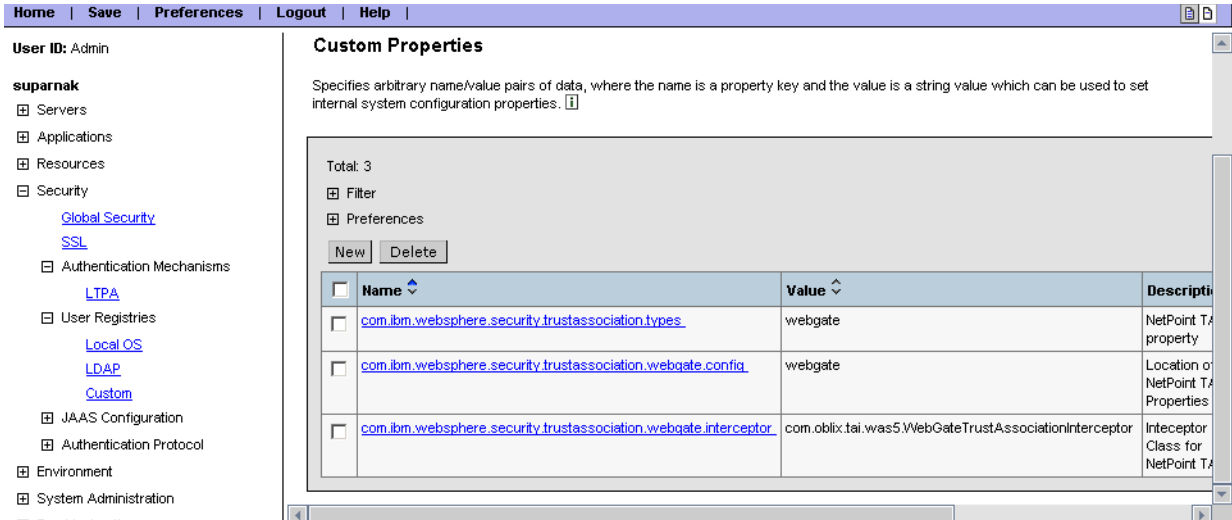 Home | Save | Preferences | Logout | Help |
User ID: Admin
suparnak
Servers
Applications
Resources
Security
Global Security
SSL
Authentication Mechanisms
LTPA
User Registries
Local OS
LDAP
Custom
JAAS Configuration
Authentication Protocol
Environment
System Administration
Custom Properties
Specifies arbitrary name/value pairs of data, where the name is a property key and the value is a string value which can be used to set
internal system configuration properties. i
Total: 3
Filter
Preferences
New Delete
Name Value
com.ibm.websphere.security.trustassociation.types webgate NetPoint
property
com.ibm.websphere.security.trustassociation.webgate.config webgate Location
NetPoint
Properties
com.ibm.websphere.security.trustassociation.webgate.interceptor com.oblix.tai.was5.WebGateTrustAssociationInterceptor Inteceptor
Class for
NetPoint